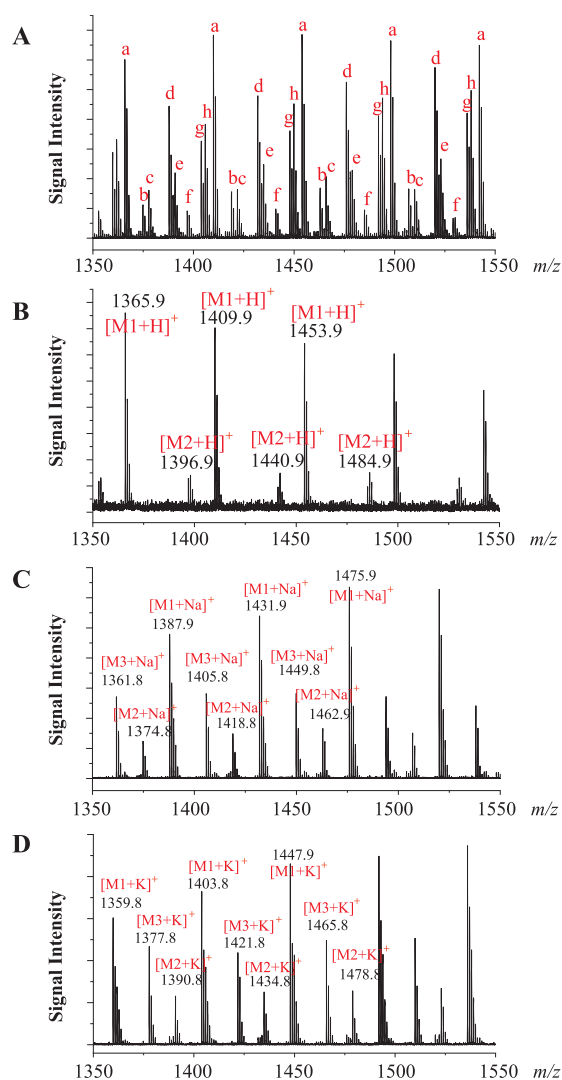 A
Signal Intensity
a a a a a
d d d d
h h h h
g g g g
e e e e
b c b c b c b c
f f f f
1350 1400 1450 1500 1550 m/z
B
Signal Intensity
1365.9 [M1+H]+ [M1+H]+
[M1+H]+ 1409.9 1453.9
[M2+H]+ [M2+H]+ [M2+H]+
1396.9 1440.9 1484.9
1350 1400 1450 1500 1550 m/z
C
Signal Intensity
[M1+Na]+ [M1+Na]+ 1475.9
1387.9 1431.9 [M1+Na]+
[M3+Na]+ [M3+Na]+ [M3+Na]+
1361.8 1405.8 1449.8
[M2+Na]+ [M2+Na]+ [M2+Na]+
1374.8 1418.8 1462.9
1350 1400 1450 1500 1550 m/z
D
Signal Intensity
[M1+K]+ [M1+K]+ 1447.9
1359.8 1403.8 [M1+K]+
[M3+K]+ [M3+K]+ [M3+K]+
1377.8 1421.8 1465.8
[M2+K]+ [M2+K]+ [M2+K]+
1390.8 1434.8 1478.8
1350 1400 1450 1500 1550 m/z